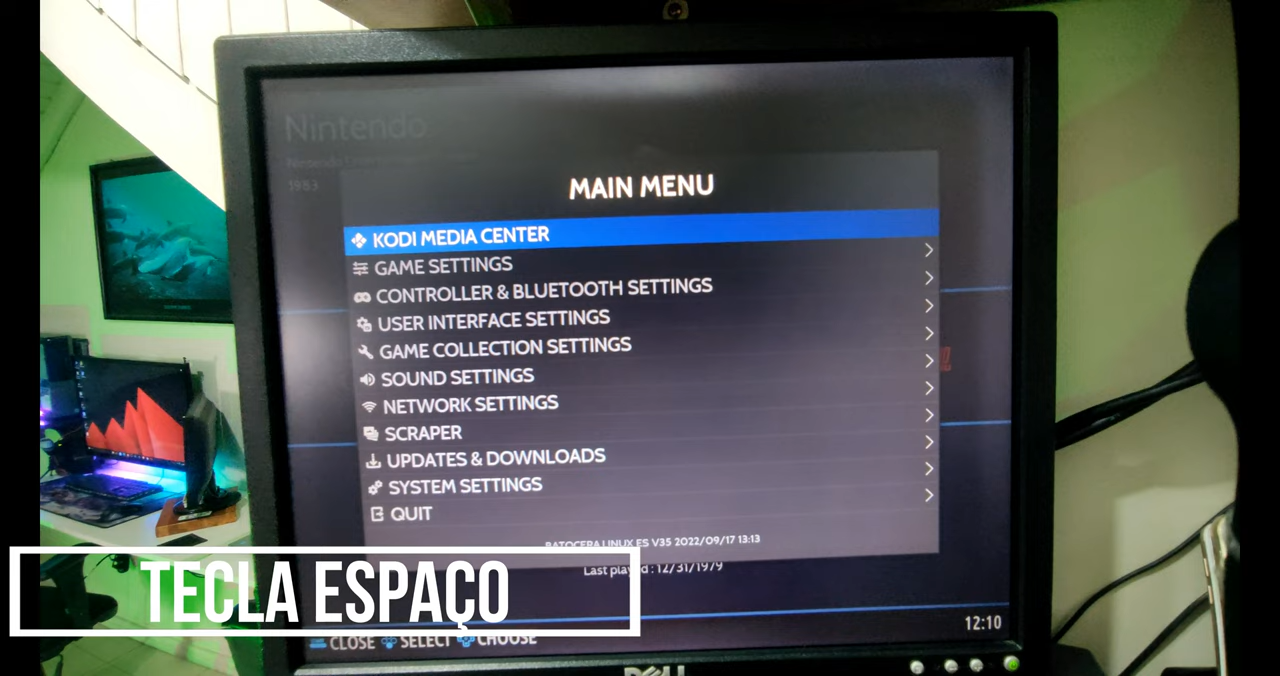 Nintendo
1983
MAIN MENU
KODI MEDIA CENTER
GAME SETTINGS
CONTROLLER & BLUETOOTH SETTINGS
USER INTERFACE SETTINGS
GAME COLLECTION SETTINGS
SOUND SETTINGS
NETWORK SETTINGS
SCRAPER
UPDATES & DOWNLOADS
SYSTEM SETTINGS
QUIT
BATOCERA LINUX ES V35 2022/09/17 13:13
Last played : 12/31/1979
TECLA ESPAÇO
12:10
CLOSE SELECT CHOOSE
DELL